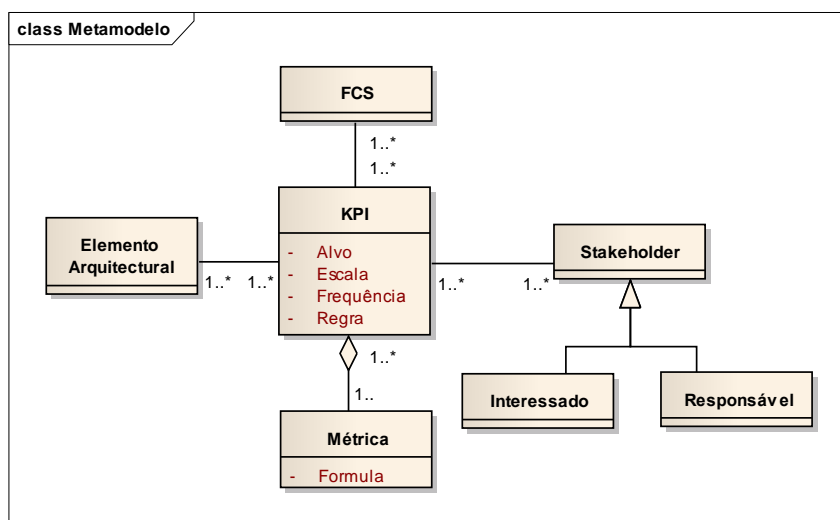 class Metamodelo
FCS
1..*
1..*
KPI
- Alvo
- Escala
- Frequência
- Regra
Elemento
Arquitectural
1..*
1..*
Stakeholder
1..*
1..*
1..*
1..
Interessado
Responsável
Métrica
- Formula